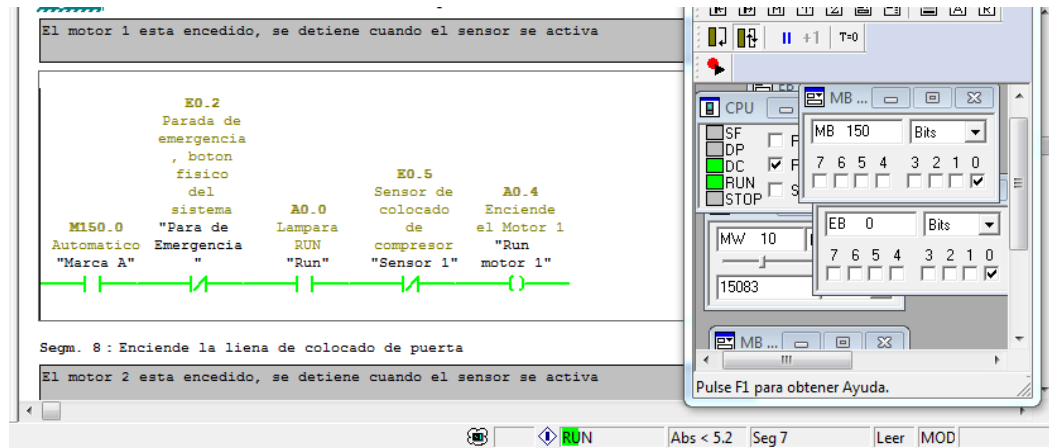 El motor 1 esta encedido, se detiene cuando el sensor se activa
E0.2
Parada de
emergencia
, boton
fisico
del
sistema
M150.0
"Para de
Automatico
Emergencia
"Marca A"
"
A0.0
Lampara
RUN
"Run"
E0.5
Sensor de
colocado
de
compresor
"Sensor 1"
A0.4
Enciende
el Motor 1
"Run
motor 1"
Segm. 8 : Enciende la liena de colocado de puerta
El motor 2 esta encedido, se detiene cuando el sensor se activa
+1 T=0
CPU
SF
DP
DC
RUN
STOP
MB ...
MB 150 Bits
7 6 5 4 3 2 1 0
EB 0 Bits
7 6 5 4 3 2 1 0
MW 10
15083
MB ...
Pulse F1 para obtener Ayuda.
RUN Abs < 5.2 Seg 7 Leer MOD